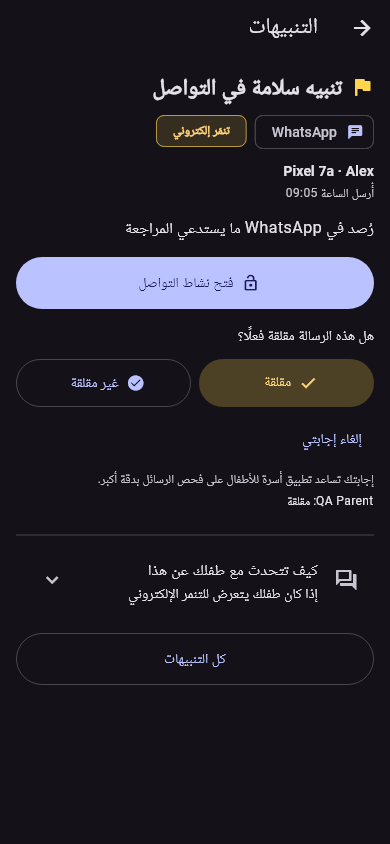 التنبيهات
تنبيه سلامة في التواصل
WhatsApp
تنمّر إلكتروني
Pixel 7a · Alex
أُرسل الساعة 09:05
رُصد في WhatsApp ما يستدعي المراجعة
فتح نشاط التواصل
هل هذه الرسالة مقلقة فعلًا؟
مقلقة
غير مقلقة
إلغاء إجابتي
إجابتك تساعد تطبيق أسرة للأطفال على فحص الرسائل بدقة أكبر.
QA Parent: مقلقة
كيف تتحدث مع طفلك عن هذا
إذا كان طفلك يتعرض للتنمر الإلكتروني
كل التنبيهات